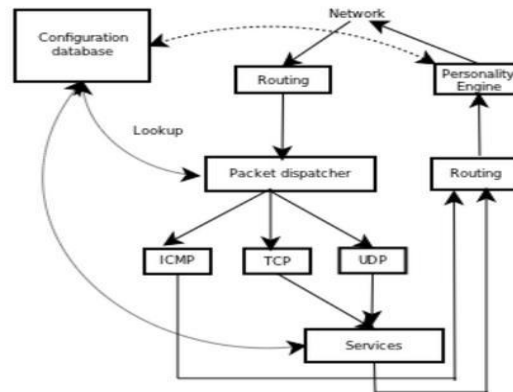 Network
Configuration
database
Routing
Personality
Engine
Lookup
Packet dispatcher
Routing
ICMP
TCP
UDP
Services